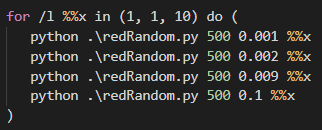 for /l %%x in (1, 1, 10) do (
python .\redRandom.py 500 0.001 %%x
python .\redRandom.py 500 0.002 %%x
python .\redRandom.py 500 0.009 %%x
python .\redRandom.py 500 0.1 %%x
)